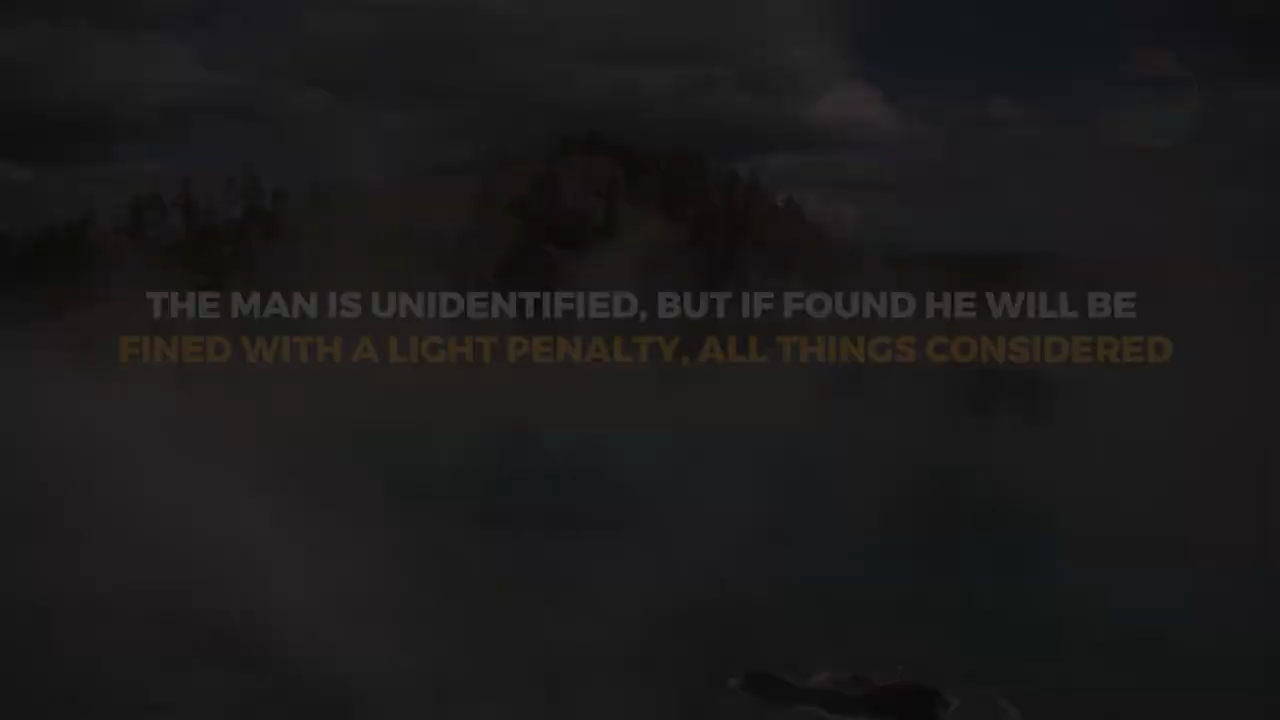 THE MAN IS UNIDENTIFIED, BUT IF FOUND HE WILL BE
FINED WITH A LIGHT PENALTY, ALL THINGS CONSIDERED